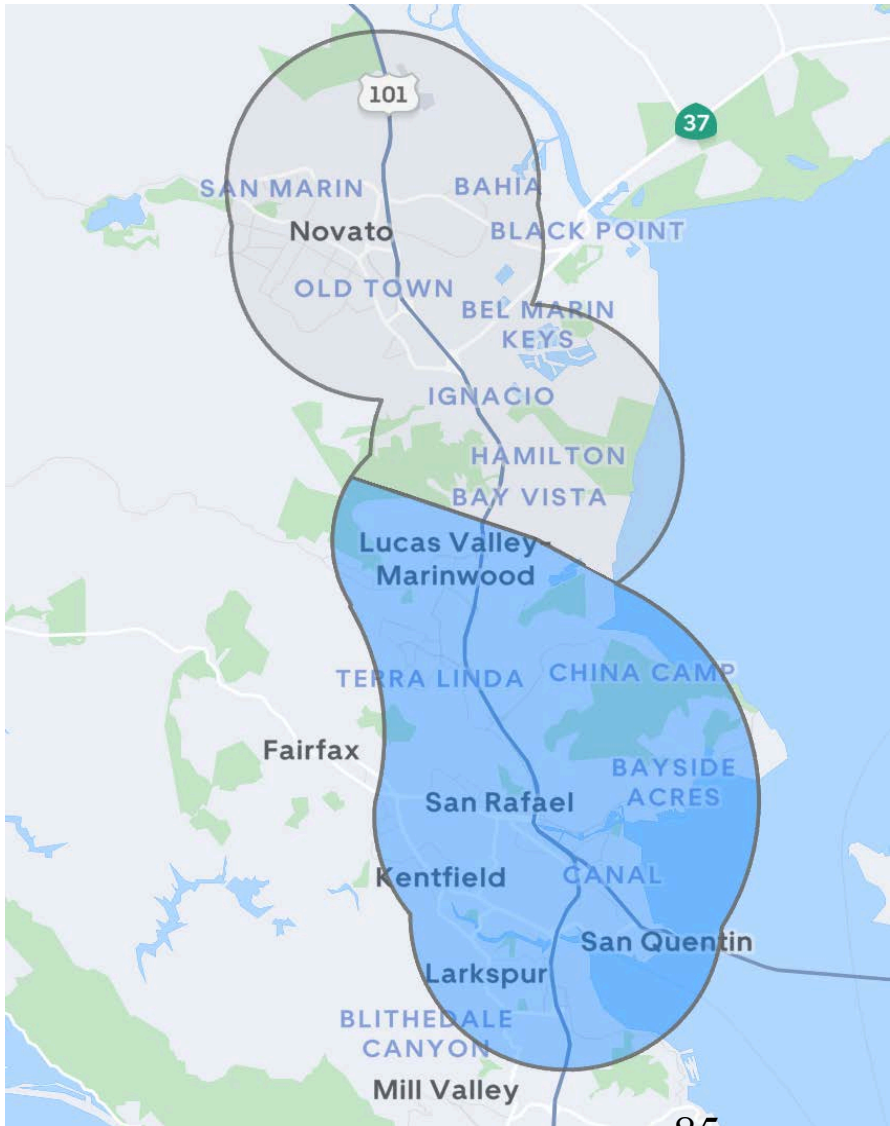 101
37
SAN MARIN
BAHIA
Novato
BLACK POINT
OLD TOWN
BEL MARIN
KEYS
IGNACIO
HAMILTON
BAY VISTA
Lucas Valley-
Marinwood
TERRA LINDA
CHINA CAMP
Fairfax
BAYSIDE
ACRES
San Rafael
Kentfield
CANAL
San Quentin
Larkspur
BLITHEDALE
CANYON
Mill Valley